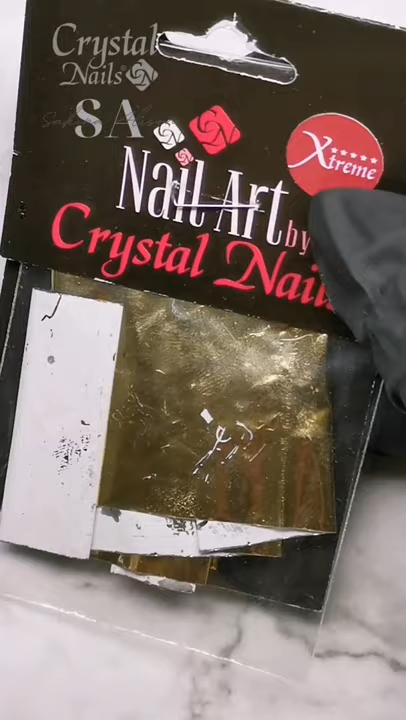 Crystal
Nails
SA
Xtreme
Nail Art by
Crystal Nails